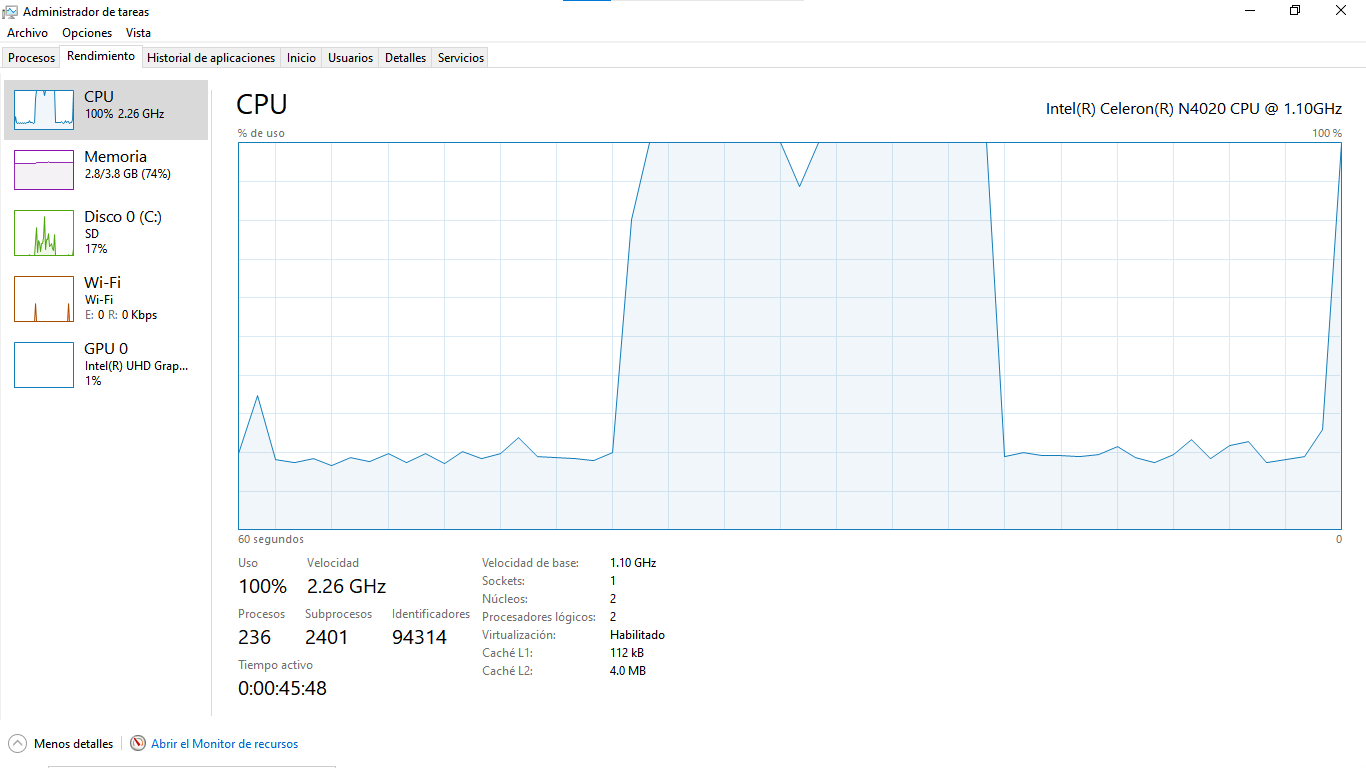 Administrador de tareas
Archivo Opciones Vista
Procesos Rendimiento Historial de aplicaciones Inicio Usuarios Detalles Servicios
CPU
100% 2.26 GHz
Memoria
2.8/3.8 GB (74%)
Disco 0 (C:)
SD
17%
Wi-Fi
Wi-Fi
E: 0 R: 0 Kbps
GPU 0
Intel(R) UHD Grap...
1%
CPU
Intel(R) Celeron(R) N4020 CPU @ 1.10GHz
% de uso
100 %
60 segundos
0
Uso Velocidad
100% 2.26 GHz
Procesos Subprocesos Identificadores
236 2401 94314
Tiempo activo
0:00:45:48
Velocidad de base: 1.10 GHz
Sockets: 1
Núcleos: 2
Procesadores lógicos: 2
Virtualización: Habilitado
Caché L1: 112 kB
Caché L2: 4.0 MB
Menos detalles Abrir el Monitor de recursos